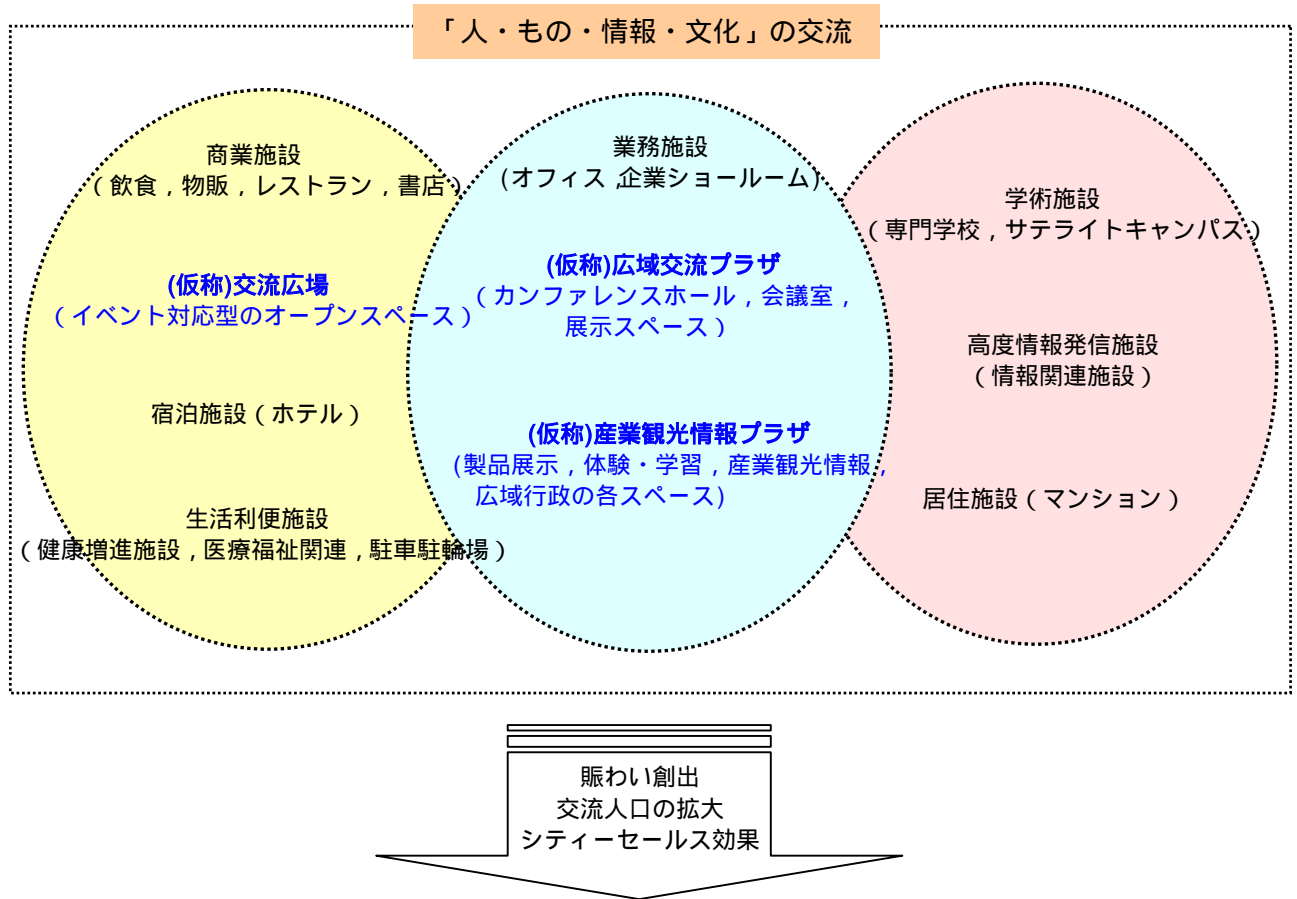 「人・もの・情報・文化」の交流
商業施設
（飲食，物販，レストラン，書店）
(仮称)交流広場
（イベント対応型のオープンスペース）
宿泊施設（ホテル）
生活利便施設
（健康増進施設，医療福祉関連，駐車駐輪場）
業務施設
(オフィス，企業ショールーム)
(仮称)広域交流プラザ
（カンファレンスホール，会議室，
展示スペース）
(仮称)産業観光情報プラザ
(製品展示，体験・学習，産業観光情報，
広域行政の各スペース)
学術施設
（専門学校，サテライトキャンパス）
高度情報発信施設
（情報関連施設）
居住施設（マンション）
賑わい創出
交流人口の拡大
シティーセールス効果